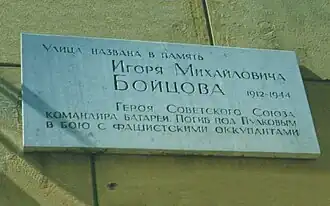 Улица названа в память
Игоря Михайловича
Бойцова 1912-1944
Героя Советского Союза
командира батареи. Погиб под Пулковым
в бою с фашистскими оккупантами